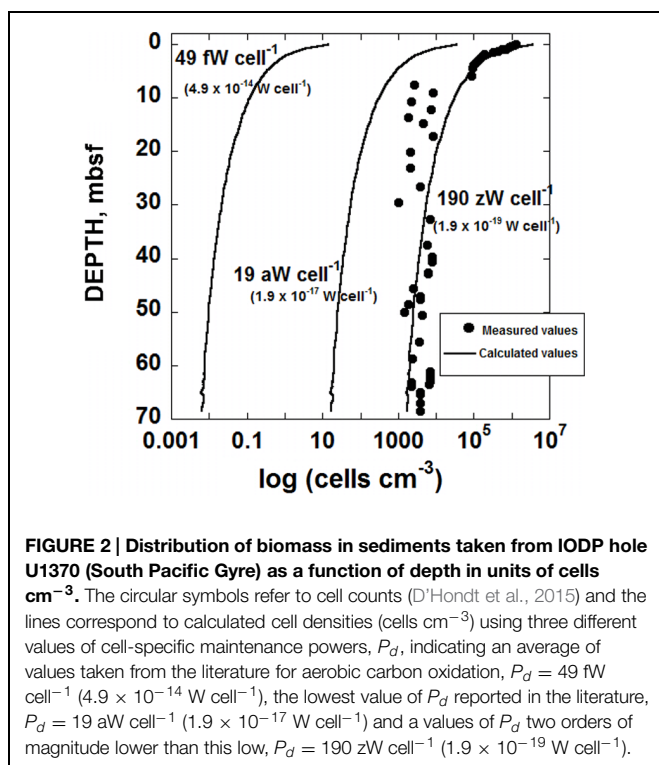 0
49 fW cell⁻¹
(4.9 x 10⁻¹⁴ W cell⁻¹)
10
20
30
190 zW cell⁻¹
(1.9 x 10⁻¹⁹ W cell⁻¹)
DEPTH, mbsf
40
19 aW cell⁻¹
(1.9 x 10⁻¹⁷ W cell⁻¹)
50
Measured values
Calculated values
60
70
0.001 0.1 10 1000 10⁵ 10⁷
log (cells cm⁻³)
FIGURE 2 | Distribution of biomass in sediments taken from IODP hole
U1370 (South Pacific Gyre) as a function of depth in units of cells
cm⁻³. The circular symbols refer to cell counts (D’Hondt et al., 2015) and the
lines correspond to calculated cell densities (cells cm⁻³) using three different
values of cell-specific maintenance powers, P_d, indicating an average of
values taken from the literature for aerobic carbon oxidation, P_d = 49 fW
cell⁻¹ (4.9 × 10⁻¹⁴ W cell⁻¹), the lowest value of P_d reported in the literature,
P_d = 19 aW cell⁻¹ (1.9 × 10⁻¹⁷ W cell⁻¹) and a values of P_d two orders of
magnitude lower than this low, P_d = 190 zW cell⁻¹ (1.9 × 10⁻¹⁹ W cell⁻¹).